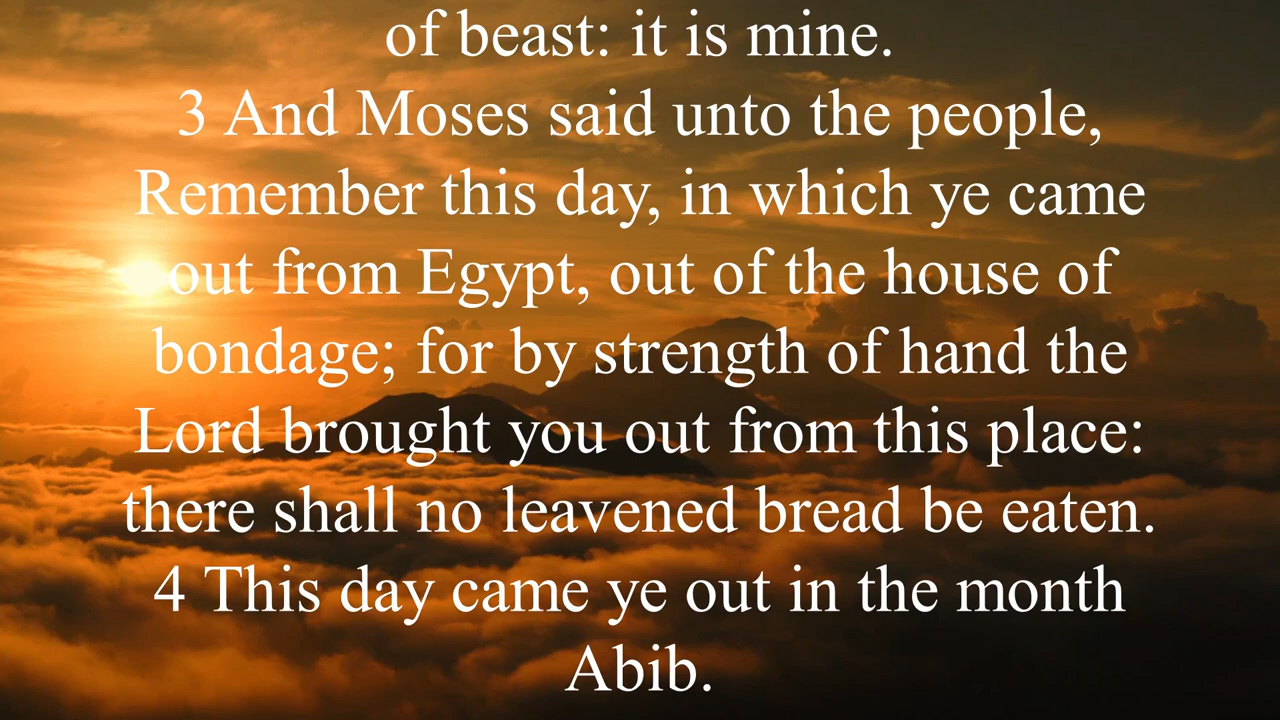 of beast: it is mine.
3 And Moses said unto the people,
Remember this day, in which ye came
out from Egypt, out of the house of
bondage; for by strength of hand the
Lord brought you out from this place:
there shall no leavened bread be eaten.
4 This day came ye out in the month
Abib.